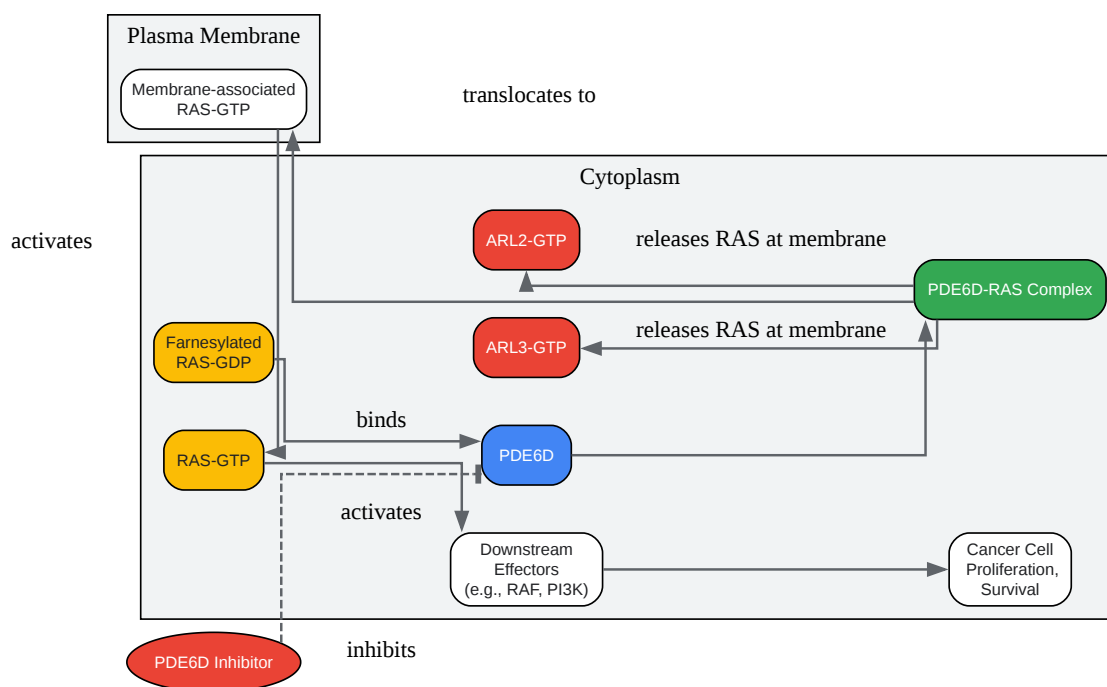 Plasma Membrane
Membrane-associated
RAS-GTP
translocates to
Cytoplasm
activates
ARL2-GTP
releases RAS at membrane
PDE6D-RAS Complex
Farnesylated
RAS-GDP
ARL3-GTP
releases RAS at membrane
binds
RAS-GTP
PDE6D
activates
Downstream
Effectors
(e.g., RAF, PI3K)
Cancer Cell
Proliferation,
Survival
PDE6D Inhibitor
inhibits